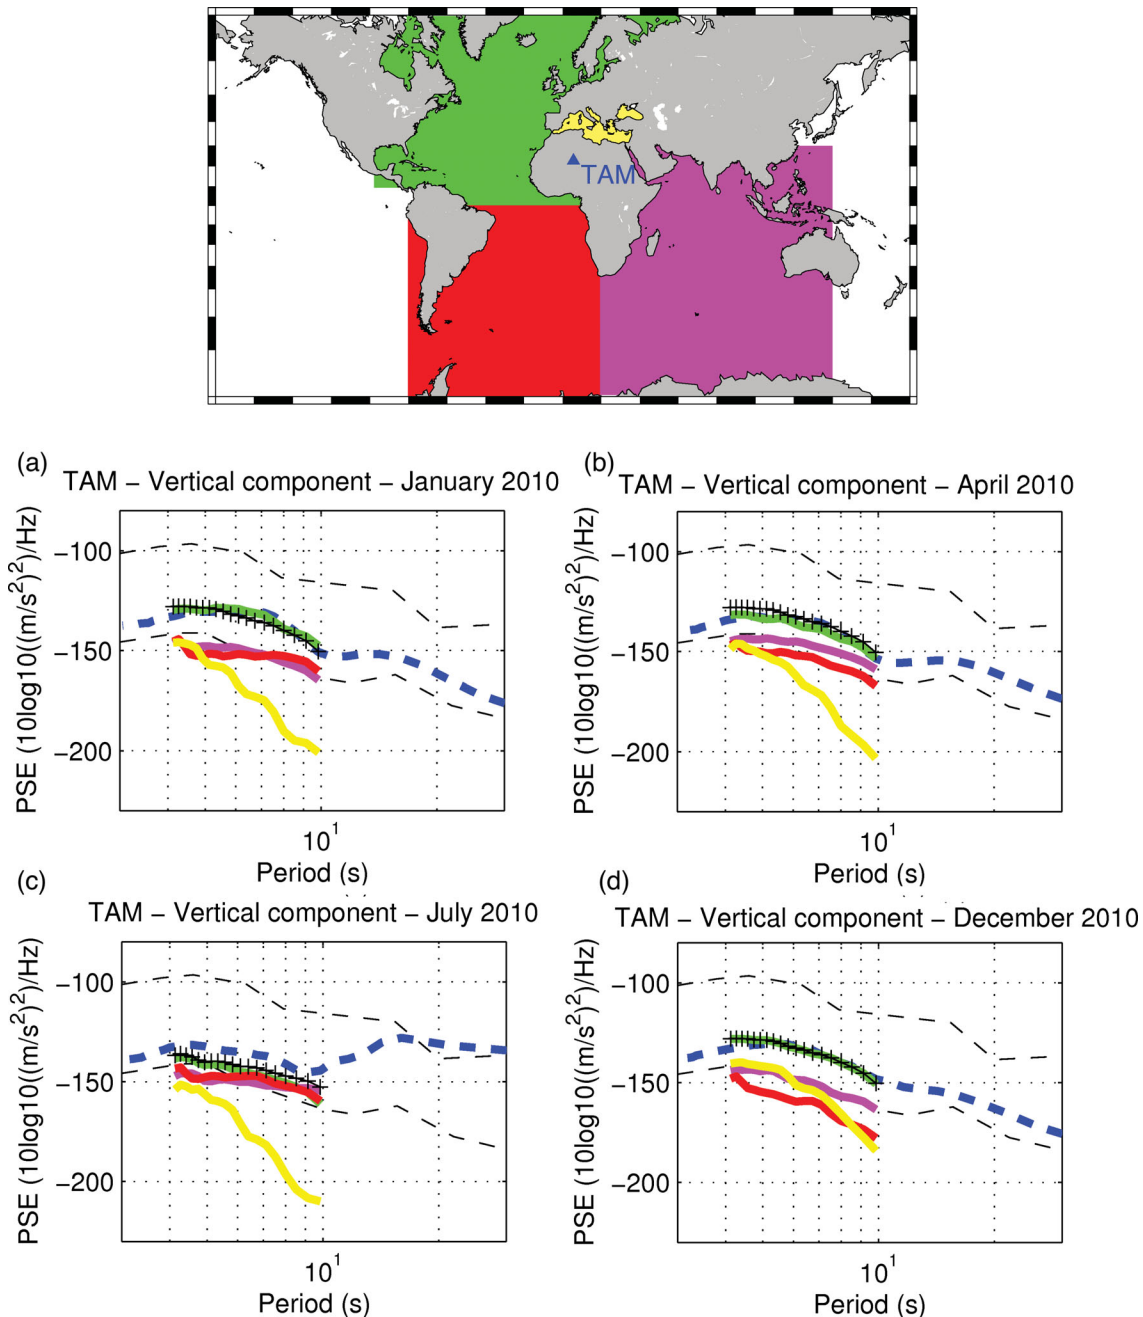 TAM
(a)
TAM – Vertical component – January 2010
PSE (10log10((m/s²)²)/Hz)
−100
−150
−200
10¹
Period (s)
(b)
TAM – Vertical component – April 2010
PSE (10log10((m/s²)²)/Hz)
−100
−150
−200
10¹
Period (s)
(c)
TAM – Vertical component – July 2010
PSE (10log10((m/s²)²)/Hz)
−100
−150
−200
10¹
Period (s)
(d)
TAM – Vertical component – December 2010
PSE (10log10((m/s²)²)/Hz)
−100
−150
−200
10¹
Period (s)